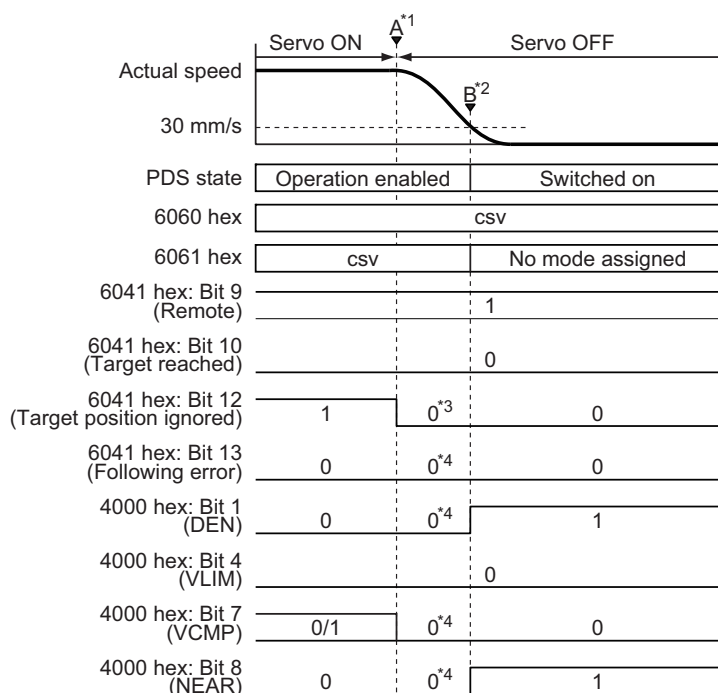 A*1
Servo ON Servo OFF
Actual speed
B*2
30 mm/s
PDS state Operation enabled Switched on
6060 hex csv
6061 hex csv No mode assigned
6041 hex: Bit 9
(Remote) 1
6041 hex: Bit 10
(Target reached) 0
6041 hex: Bit 12
(Target position ignored) 1 0*3 0
6041 hex: Bit 13
(Following error) 0 0*4 0
4000 hex: Bit 1
(DEN) 0 0*4 1
4000 hex: Bit 4
(VLIM) 0
4000 hex: Bit 7
(VCMP) 0/1 0*4 0
4000 hex: Bit 8
(NEAR) 0 0*4 1